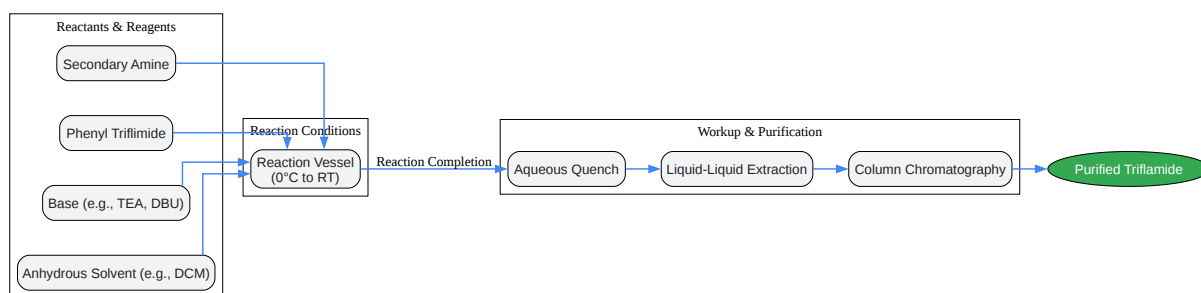 Reactants & Reagents
Secondary Amine
Phenyl Triflimide
Base (e.g., TEA, DBU)
Anhydrous Solvent (e.g., DCM)
Reaction Conditions
Reaction Vessel
(0°C to RT)
Reaction Completion
Workup & Purification
Aqueous Quench
Liquid-Liquid Extraction
Column Chromatography
Purified Triflamide